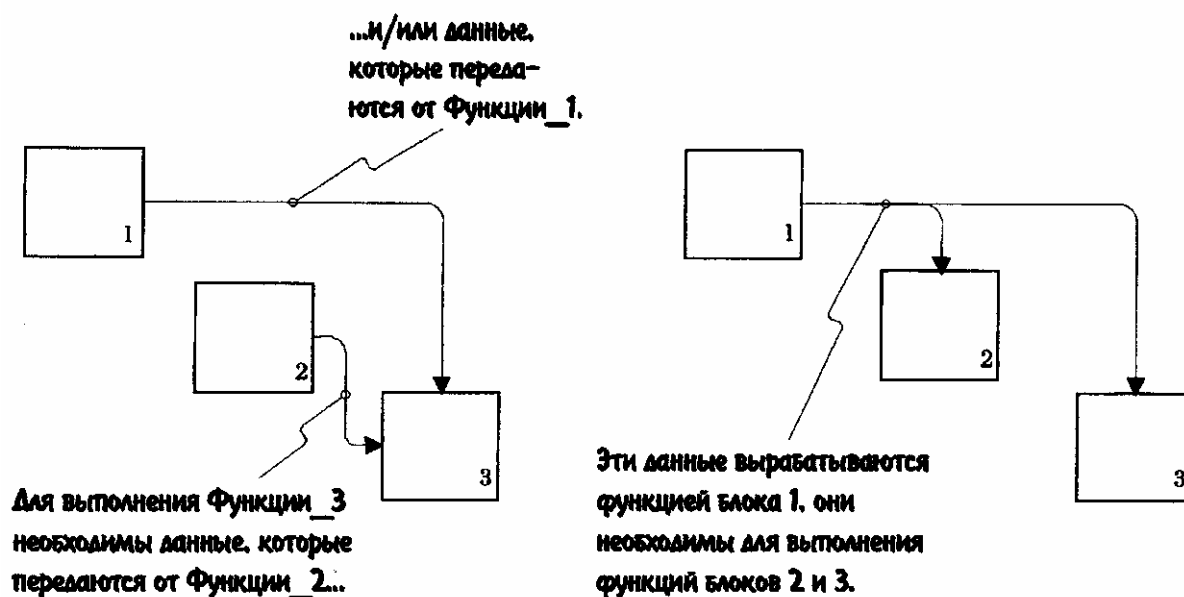 ...и/или данные,
которые переда-
ются от Функции_1.
1
2
3
Для выполнения Функции_3
необходимы данные, которые
передаются от Функции_2...
1
2
3
Эти данные вырабатываются
функцией блока 1, они
необходимы для выполнения
функций блоков 2 и 3.